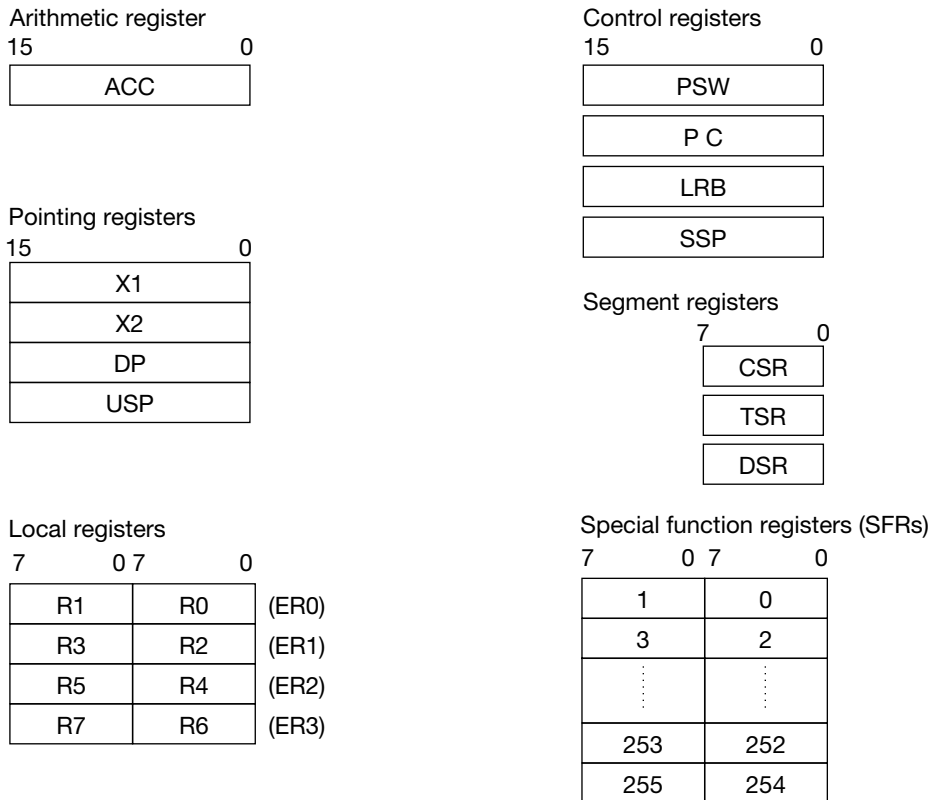 Arithmetic register
15 0
ACC
Pointing registers
15 0
X1
X2
DP
USP
Local registers
7 0 7 0
R1 R0 (ER0)
R3 R2 (ER1)
R5 R4 (ER2)
R7 R6 (ER3)
Control registers
15 0
PSW
P C
LRB
SSP
Segment registers
7 0
CSR
TSR
DSR
Special function registers (SFRs)
7 0 7 0
1 0
3 2
253 252
255 254